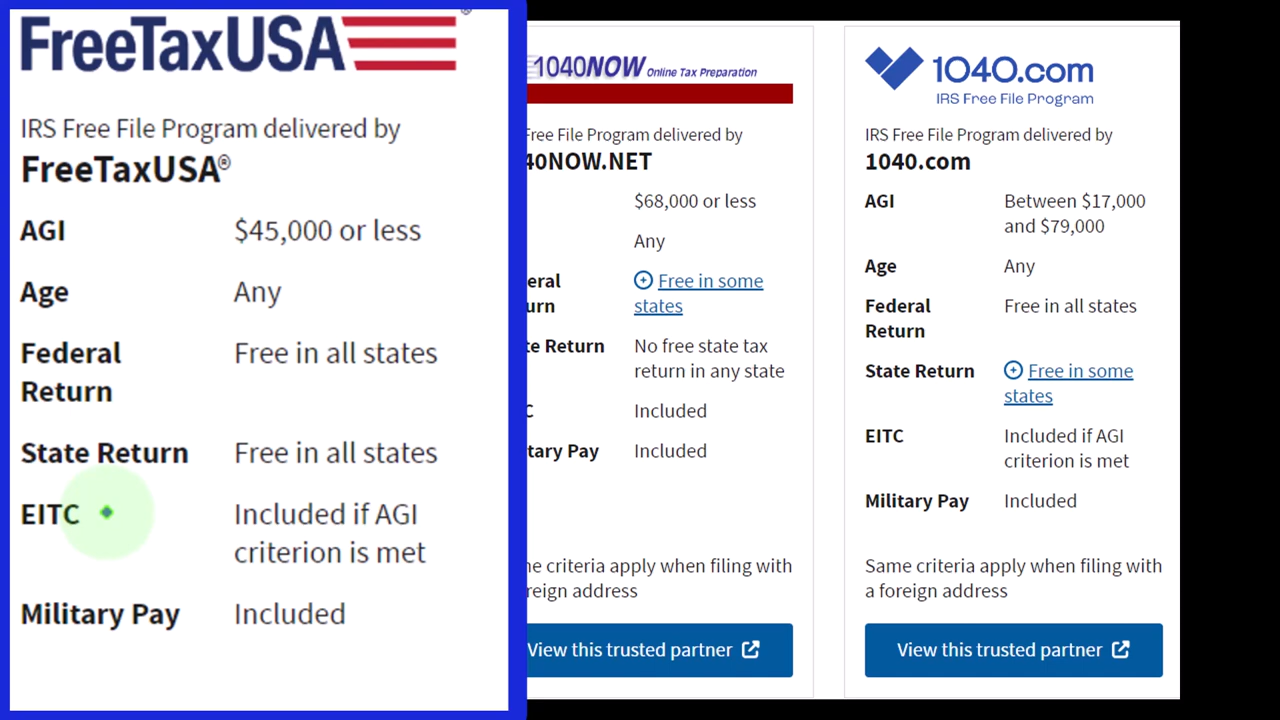 FreeTaxUSA®
IRS Free File Program delivered by
FreeTaxUSA®
AGI $45,000 or less
Age Any
Federal Free in all states
Return
State Return Free in all states
EITC Included if AGI
criterion is met
Military Pay Included
1040NOW Online Tax Preparation
Free File Program delivered by
40NOW.NET
$68,000 or less
Any
eral Free in some
urn states
te Return No free state tax
return in any state
C Included
tary Pay Included
ne criteria apply when filing with
reign address
View this trusted partner
1040.com
IRS Free File Program
IRS Free File Program delivered by
1040.com
AGI Between $17,000
and $79,000
Age Any
Federal Free in all states
Return
State Return Free in some
states
EITC Included if AGI
criterion is met
Military Pay Included
Same criteria apply when filing with
a foreign address
View this trusted partner